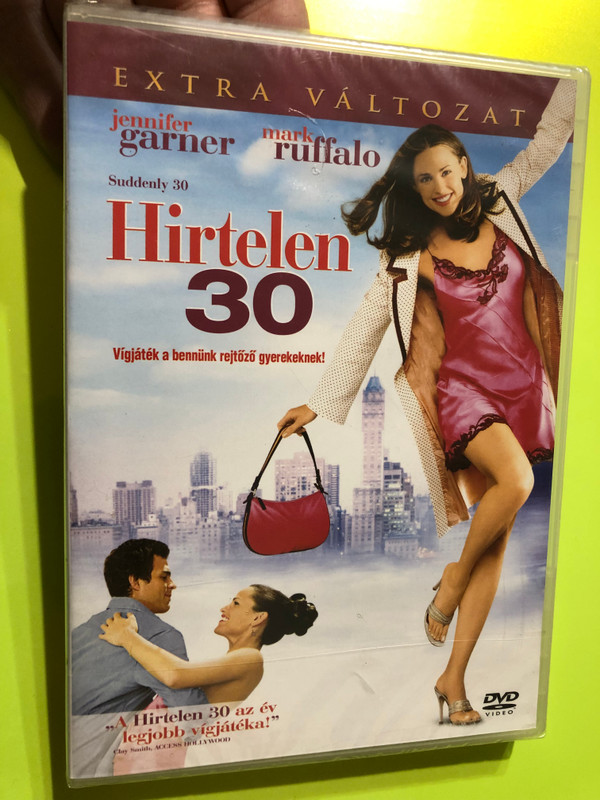 EXTRA VÁLTOZAT
jennifer garner
mark ruffalo
Suddenly 30
Hirtelen
30
Vígjáték a bennünk rejtőző gyerekeknek!
„A Hirtelen 30 az év
legjobb vígjátéka!"
Clay Smith, ACCESS HOLLYWOOD
DVD
VIDEO